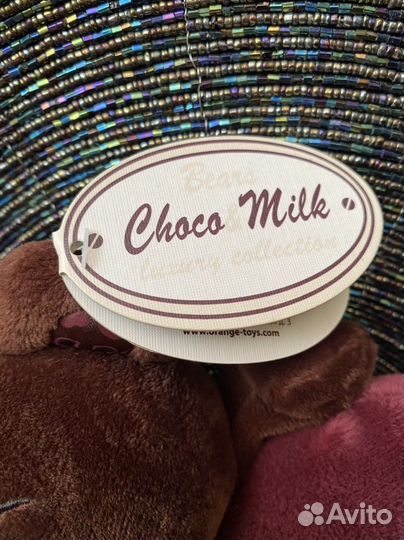 Bears
Choco & Milk
luxury collection
www.orange-toys.com
Avito